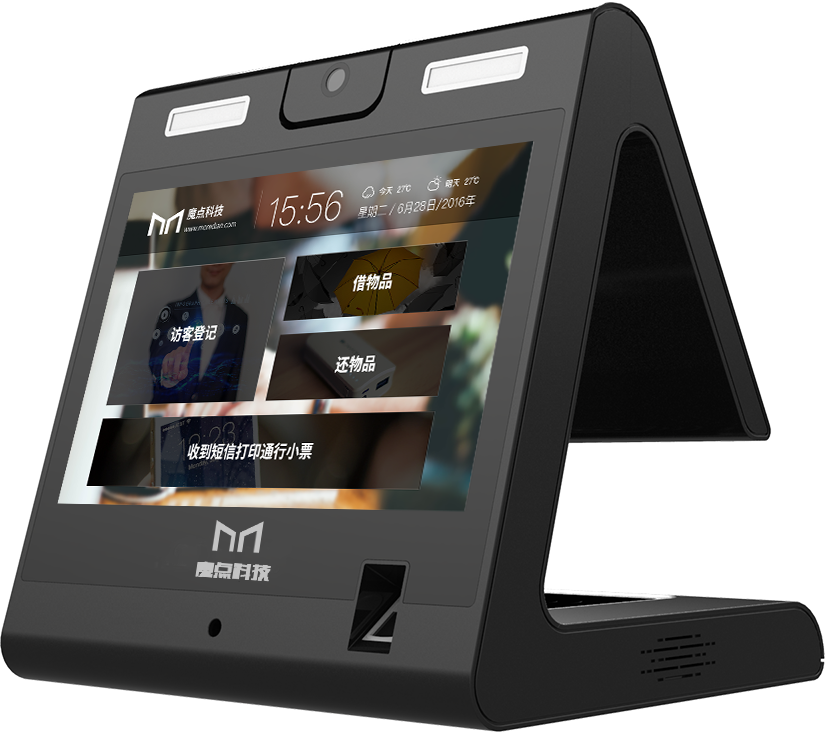 魔点科技
www.moredian.com
15:56
今天 27℃ 明天 27℃
星期二 / 6月28日/2016年
访客登记
借物品
还物品
收到短信打印通行小票
魔点科技